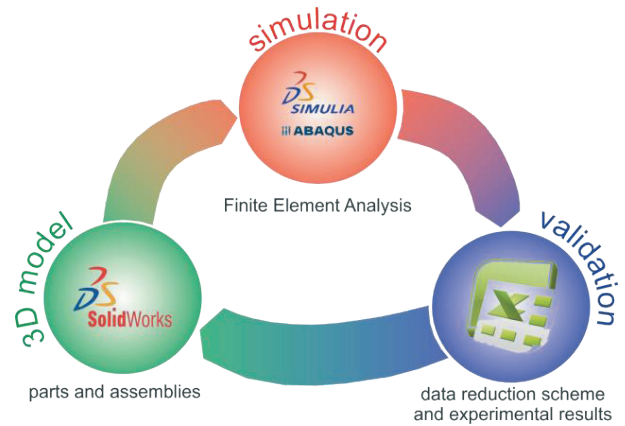 simulation
SIMULIA
ABAQUS
Finite Element Analysis
3D model
SolidWorks
parts and assemblies
validation
X
data reduction scheme
and experimental results